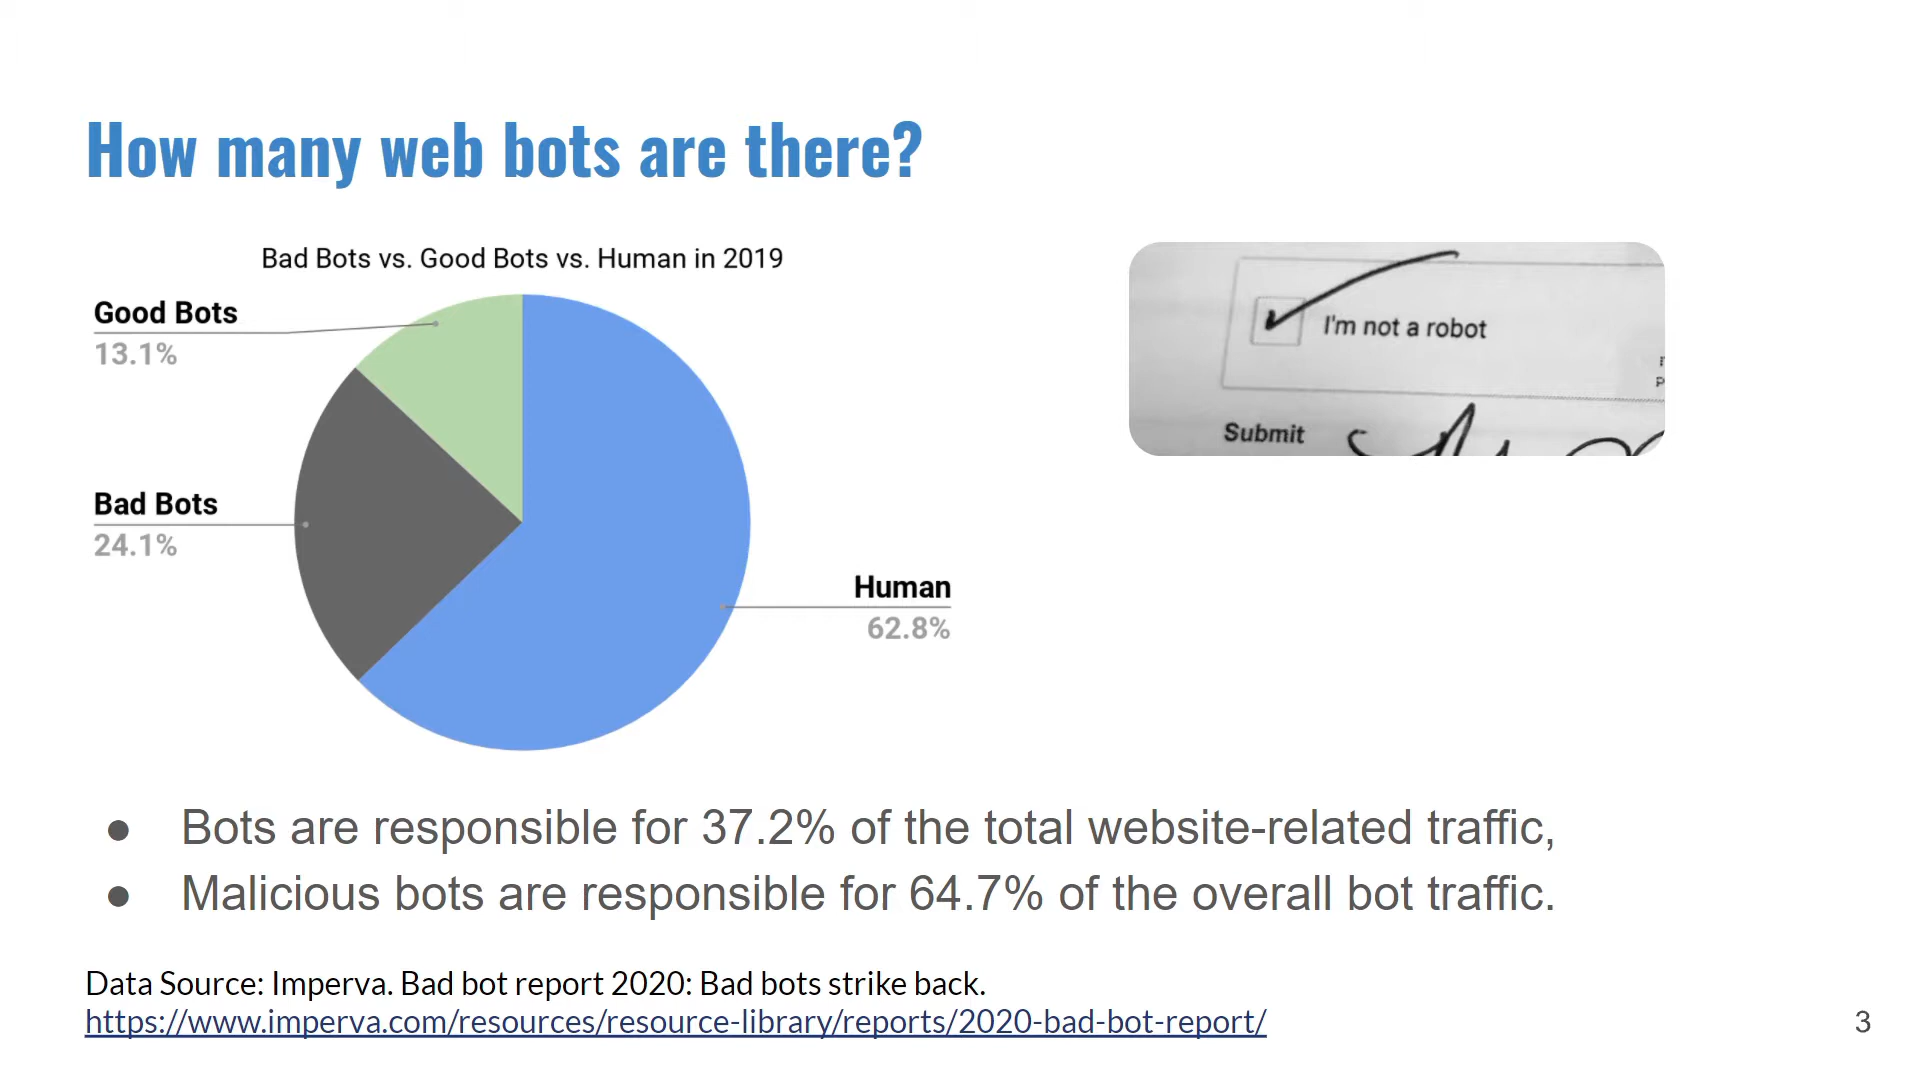 How many web bots are there?
Bad Bots vs. Good Bots vs. Human in 2019
Good Bots
13.1%
Bad Bots
24.1%
Human
62.8%
I'm not a robot
Submit
● Bots are responsible for 37.2% of the total website-related traffic,
● Malicious bots are responsible for 64.7% of the overall bot traffic.
Data Source: Imperva. Bad bot report 2020: Bad bots strike back.
https://www.imperva.com/resources/resource-library/reports/2020-bad-bot-report/
3